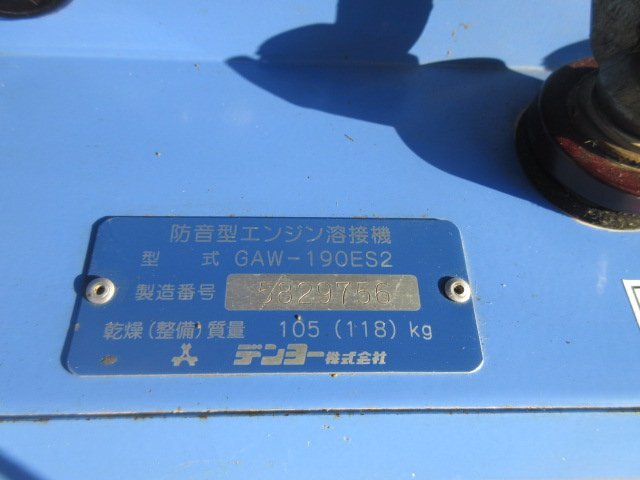 防音型エンジン溶接機
型 式 GAW-190ES2
製造番号 5829756
乾燥(整備)質量 105 (118) kg
デンヨー株式会社